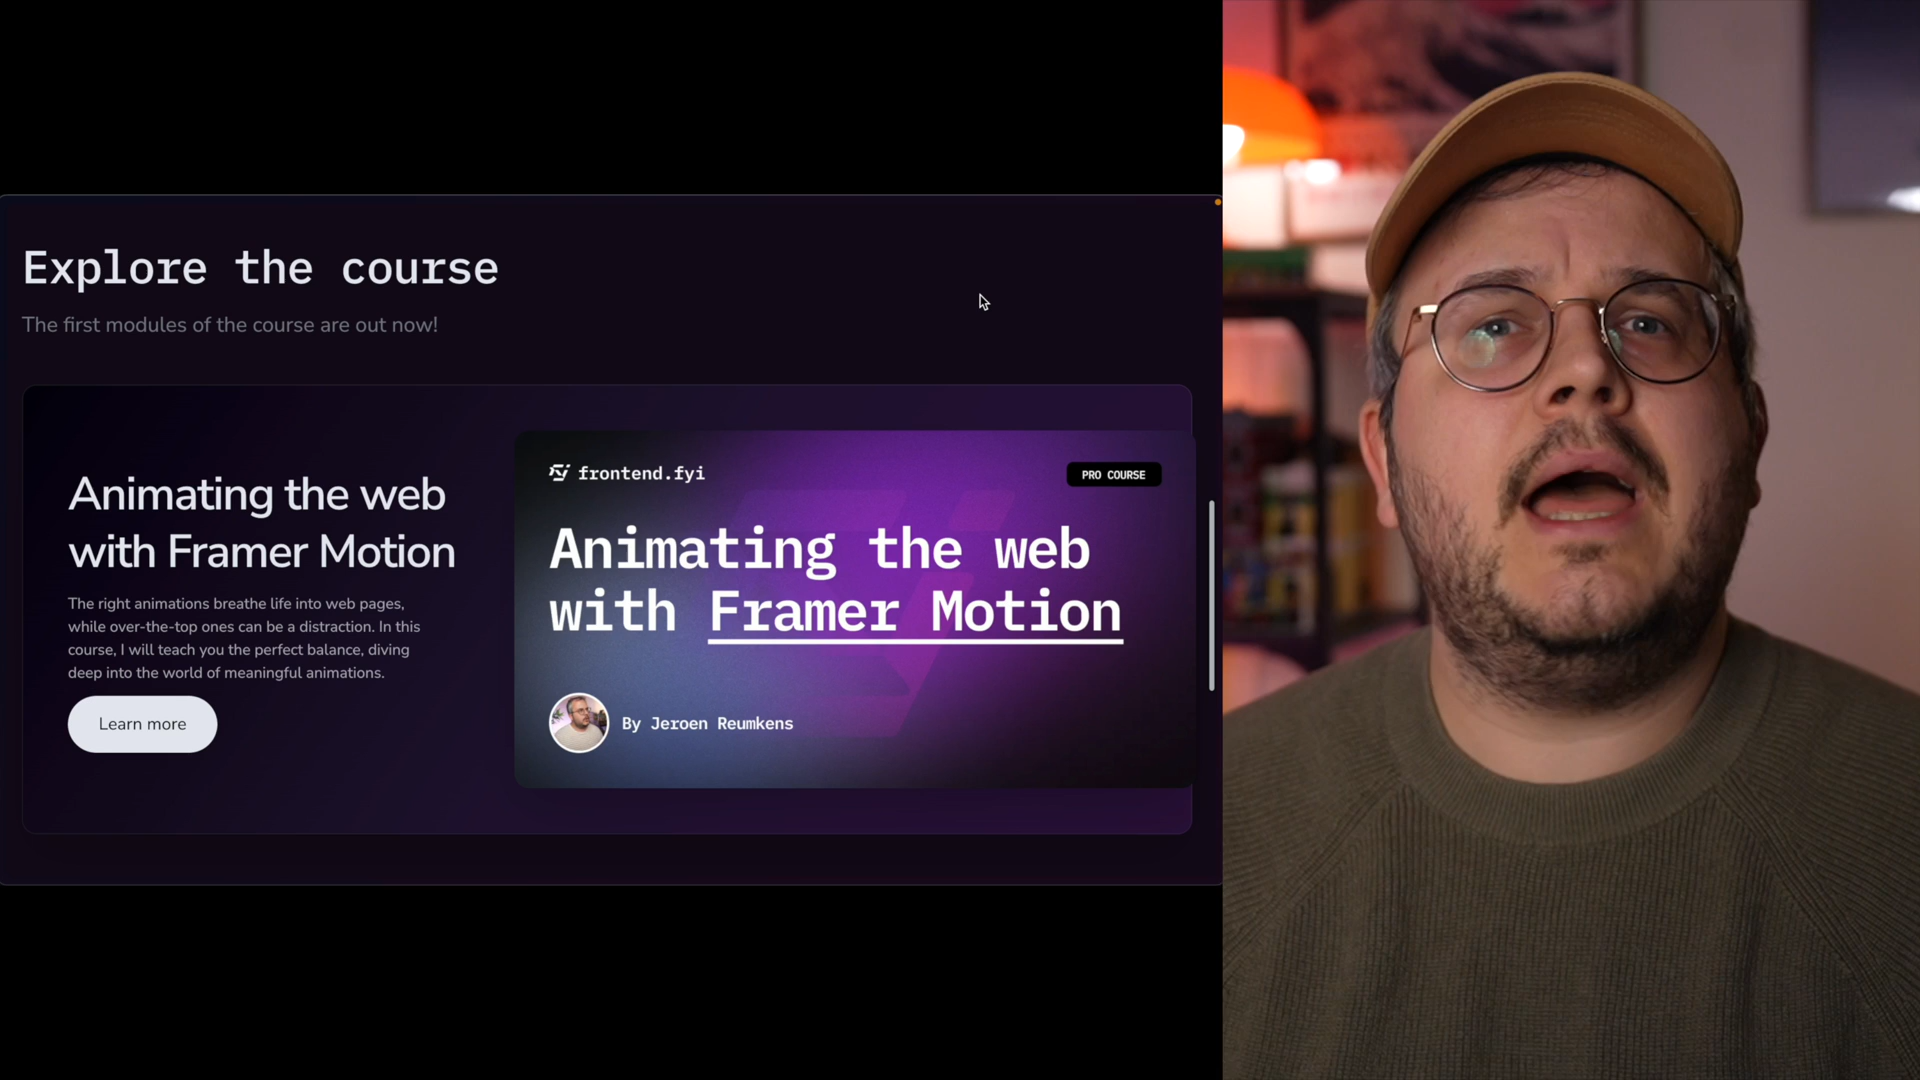 Explore the course
The first modules of the course are out now!
Animating the web
with Framer Motion
The right animations breathe life into web pages,
while over-the-top ones can be a distraction. In this
course, I will teach you the perfect balance, diving
deep into the world of meaningful animations.
Learn more
frontend.fyi
PRO COURSE
Animating the web
with Framer Motion
By Jeroen Reumkens